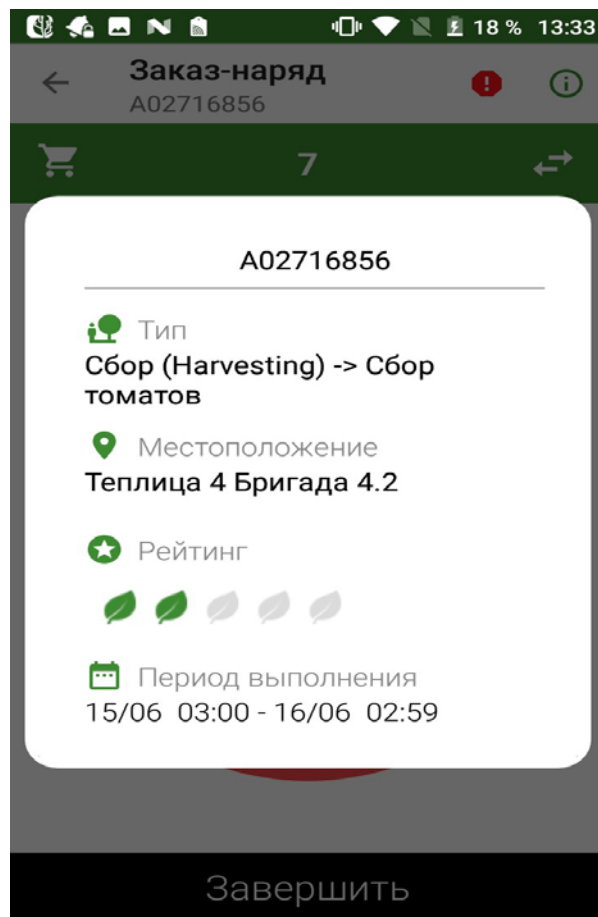 18 % 13:33
Заказ-наряд
A02716856
7
A02716856
Тип
Сбор (Harvesting) -> Сбор
томатов
Местоположение
Теплица 4 Бригада 4.2
Рейтинг
Период выполнения
15/06 03:00 - 16/06 02:59
Завершить